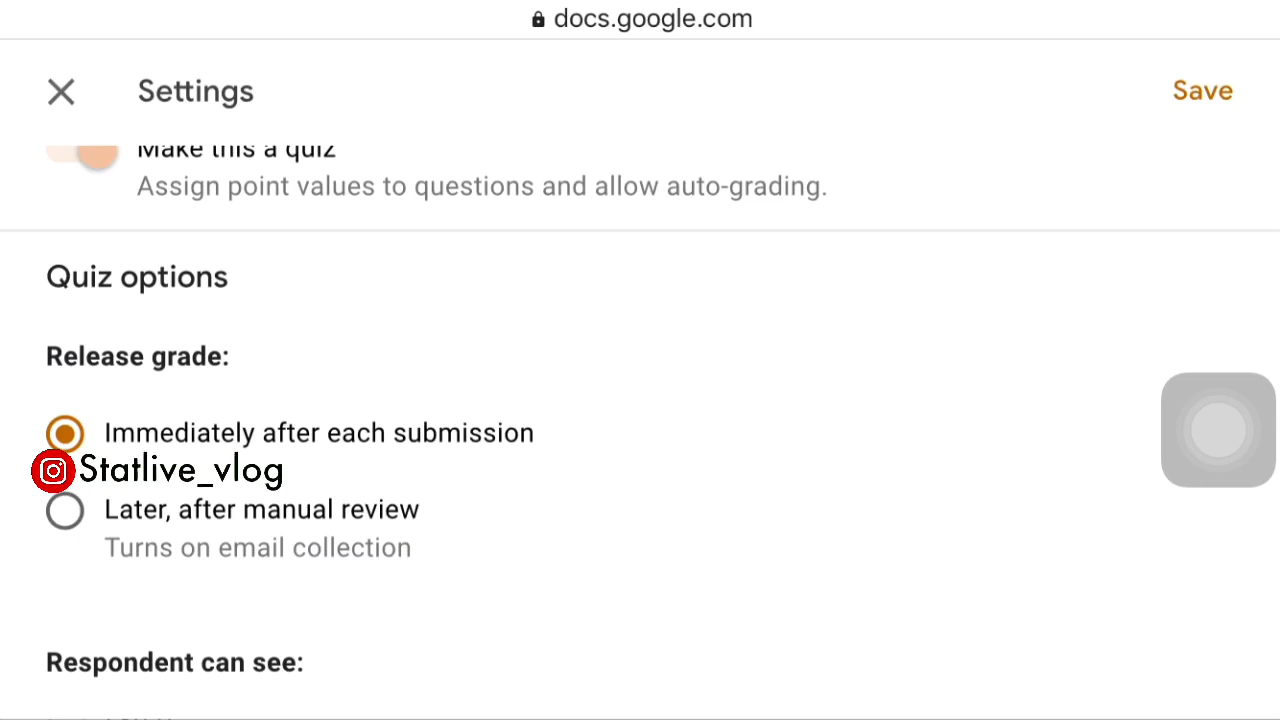 docs.google.com
Settings
Save
Make this a quiz
Assign point values to questions and allow auto-grading.
Quiz options
Release grade:
Immediately after each submission
Statlive_vlog
Later, after manual review
Turns on email collection
Respondent can see: